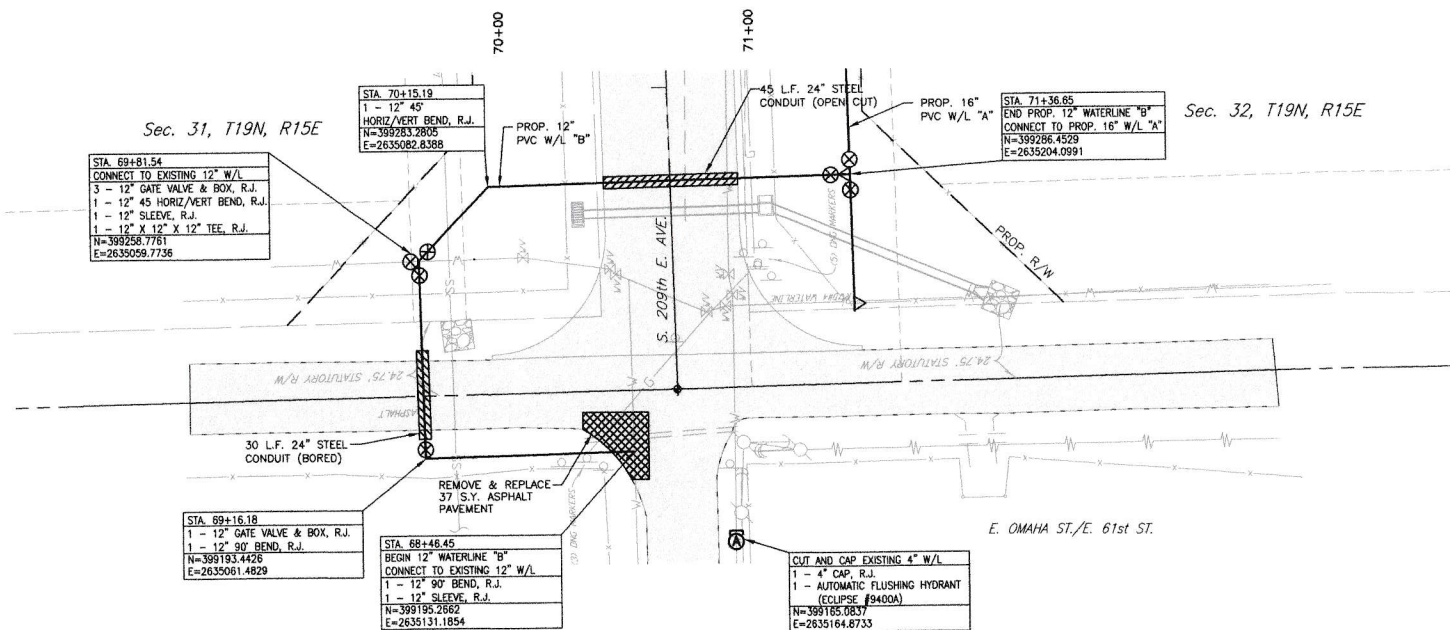 70+00
71+00
Sec. 31, T19N, R15E
STA. 70+15.19
1 - 12" 45°
HORIZ/VERT BEND, R.J.
N=399283.2805
E=2635082.8388
PROP. 12"
PVC W/L "B"
45 L.F. 24" STEEL
CONDUIT (OPEN CUT)
PROP. 16"
PVC W/L "A"
STA. 71+36.65
END PROP. 12" WATERLINE "B"
CONNECT TO PROP. 16" W/L "A"
N=399286.4529
E=2635204.0991
Sec. 32, T19N, R15E
STA. 69+81.54
CONNECT TO EXISTING 12" W/L
3 - 12" GATE VALVE & BOX, R.J.
1 - 12" 45 HORIZ/VERT BEND, R.J.
1 - 12" SLEEVE, R.J.
1 - 12" X 12" X 12" TEE, R.J.
N=399258.7761
E=2635059.7736
S. 209th E. AVE.
(5) DNG MARKERS
WATERLINE
PROP. R/W
24.75' STATUTORY R/W
24.75' STATUTORY R/W
ASPHALT
30 L.F. 24" STEEL
CONDUIT (BORED)
REMOVE & REPLACE
37 S.Y. ASPHALT
PAVEMENT
(3) DNG MARKERS
STA. 69+16.18
1 - 12" GATE VALVE & BOX, R.J.
1 - 12" 90° BEND, R.J.
N=399193.4426
E=2635061.4829
STA. 68+46.45
BEGIN 12" WATERLINE "B"
CONNECT TO EXISTING 12" W/L
1 - 12" 90° BEND, R.J.
1 - 12" SLEEVE, R.J.
N=399195.2662
E=2635131.1854
A
CUT AND CAP EXISTING 4" W/L
1 - 4" CAP, R.J.
1 - AUTOMATIC FLUSHING HYDRANT
(ECLIPSE #9400A)
N=399165.0837
E=2635164.8733
E. OMAHA ST./E. 61st ST.